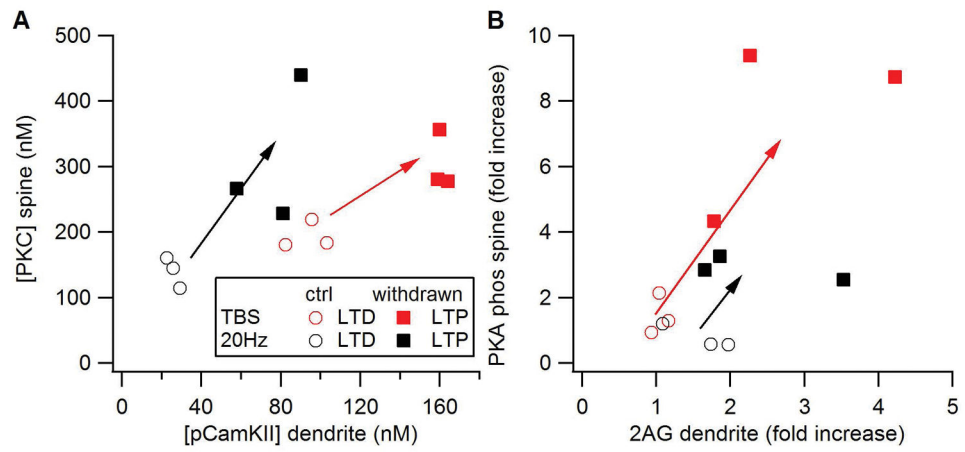 A
B
500
400
300
200
100
0
[PKC] spine (nM)
0
40
80
120
160
[pCamKII] dendrite (nM)
ctrl withdrawn
TBS LTD LTP
20Hz LTD LTP
10
8
6
4
2
0
PKA phos spine (fold increase)
0
1
2
3
4
5
2AG dendrite (fold increase)